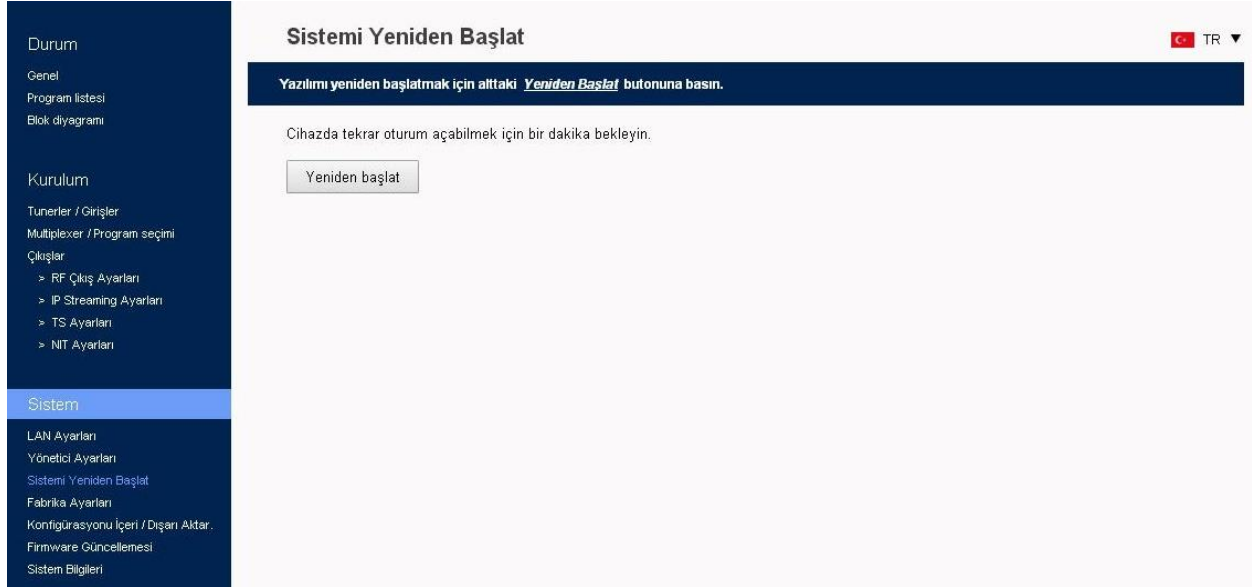 Durum
Genel
Program listesi
Blok diyagramı
Kurulum
Tunerler / Girişler
Multiplexer / Program seçimi
Çıkışlar
> RF Çıkış Ayarları
> IP Streaming Ayarları
> TS Ayarları
> NIT Ayarları
Sistem
LAN Ayarları
Yönetici Ayarları
Sistemi Yeniden Başlat
Fabrika Ayarları
Konfigürasyonu İçeri / Dışarı Aktar.
Firmware Güncellemesi
Sistem Bilgileri
Sistemi Yeniden Başlat
TR ▼
Yazılımı yeniden başlatmak için alttaki Yeniden Başlat butonuna basın.
Cihazda tekrar oturum açabilmek için bir dakika bekleyin.
Yeniden başlat